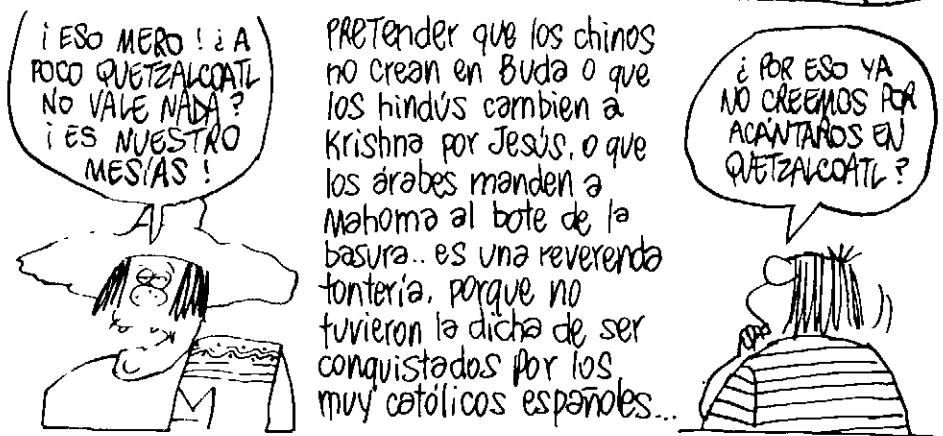 ¡ ESO MERO ! ¿ A
POCO QUETZALCOATL
NO VALE NADA ?
¡ ES NUESTRO
MESÍAS !
PRETender que los chinos
no crean en Buda o que
los hindús cambien a
Krishna por Jesús, o que
los árabes manden a
Mahoma al bote de la
basura.. es una reverenda
tontería, porque no
tuvieron la dicha de ser
conquistados por los
muy católicos españoles...
¿ POR ESO YA
NO CREEMOS POR
ACÁNTAROS EN
QUETZALCOATL ?